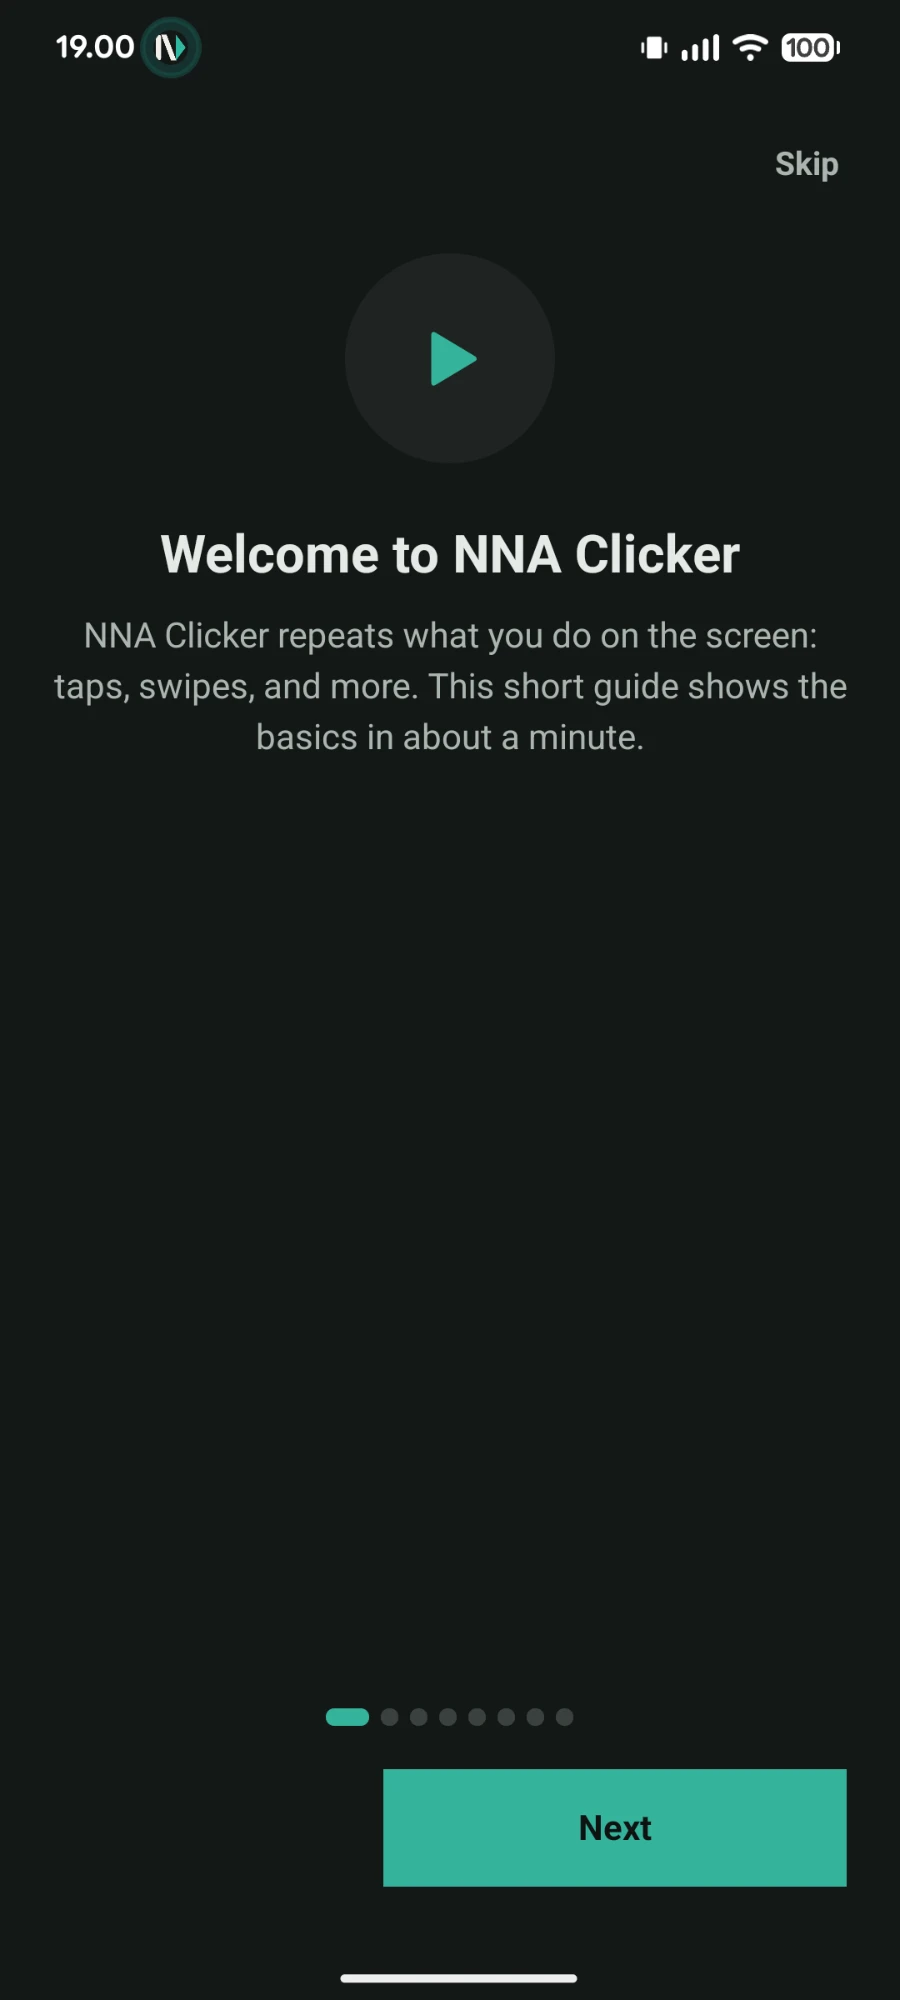 19.00
100
Skip
Welcome to NNA Clicker
NNA Clicker repeats what you do on the screen:
taps, swipes, and more. This short guide shows the
basics in about a minute.
Next